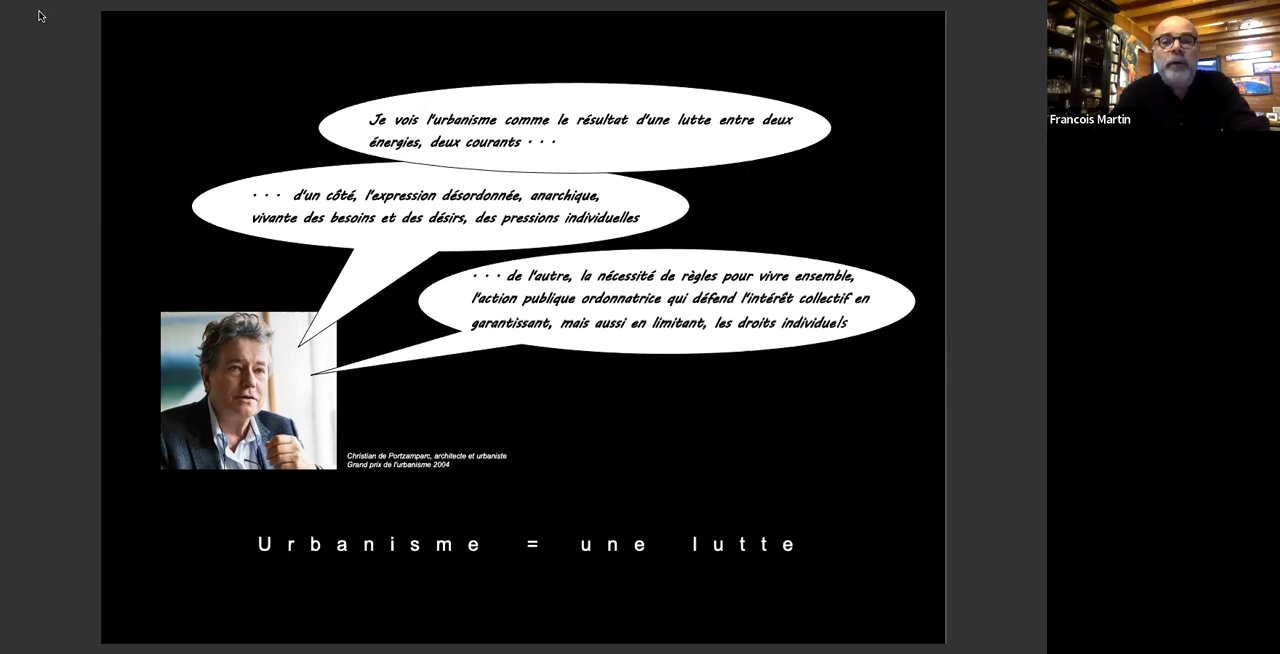 Je vois l'urbanisme comme le résultat d'une lutte entre deux
énergies, deux courants · · ·
· · · d'un côté, l'expression désordonnée, anarchique,
vivante des besoins et des désirs, des pressions individuelles
· · · de l'autre, la nécessité de règles pour vivre ensemble,
l'action publique ordonnatrice qui défend l'intérêt collectif en
garantissant, mais aussi en limitant, les droits individuels
Christian de Portzamparc, architecte et urbaniste
Grand prix de l'urbanisme 2004
Urbanisme = une lutte
Francois Martin